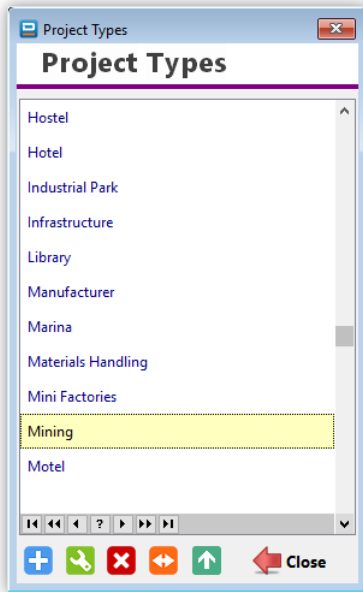 Project Types
Project Types
Hostel
Hotel
Industrial Park
Infrastructure
Library
Manufacturer
Marina
Materials Handling
Mini Factories
Mining
Motel
?
Close